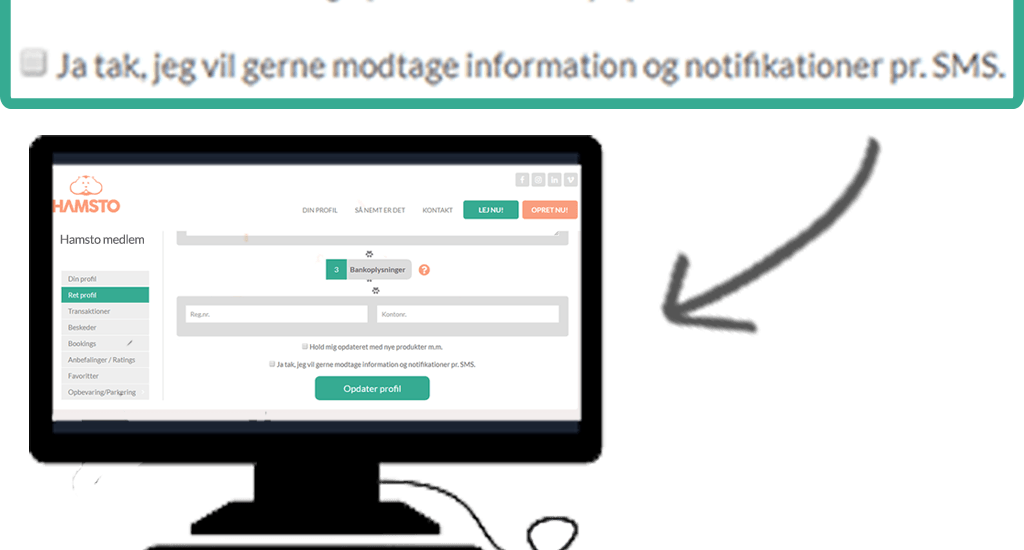 Ja tak, jeg vil gerne modtage information og notifikationer pr. SMS.
HAMSTO
DIN PROFIL SÅ NEMT ER DET KONTAKT LEJ NU! OPRET NU!
Hamsto medlem
Din profil
Ret profil
Transaktioner
Beskeder
Bookings
Anbefalinger / Ratings
Favoritter
Opbevaring/Parkering
3 Bankoplysninger ?
Reg.nr. Kontonr.
Hold mig opdateret med nye produkter m.m.
Ja tak, jeg vil gerne modtage information og notifikationer pr. SMS.
Opdater profil